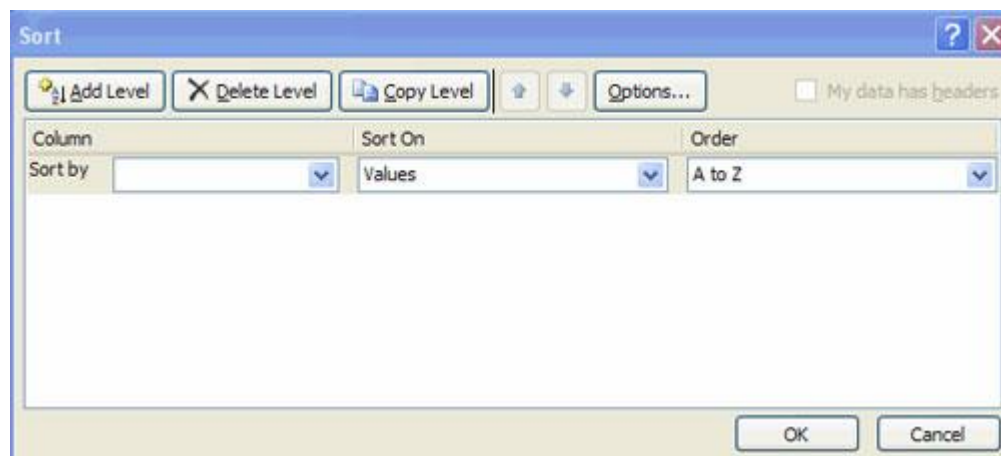 Sort
Add Level Delete Level Copy Level Options... My data has headers
Column Sort On Order
Sort by Values A to Z
OK Cancel